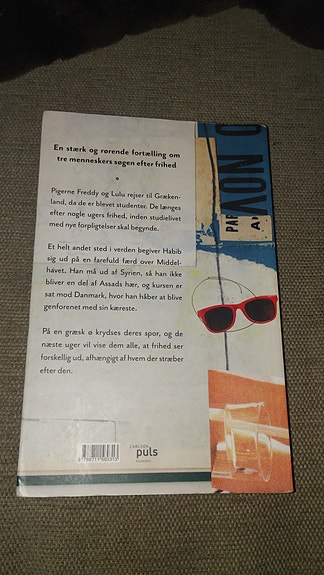 En stærk og rørende fortælling om
tre menneskers søgen efter frihed
Pigerne Freddy og Lulu rejser til Græken-
land, da de er blevet studenter. De længes
efter nogle ugers frihed, inden studielivet
med nye forpligtelser skal begynde.
Et helt andet sted i verden begiver Habib
sig ud på en farefuld færd over Middel-
havet. Han må ud af Syrien, så han ikke
bliver en del af Assads hær, og kursen er
sat mod Danmark, hvor han håber at blive
genforenet med sin kæreste.
På en græsk ø krydses deres spor, og de
næste uger vil vise dem alle, at frihed ser
forskellig ud, afhængigt af hvem der stræber
efter den.
CARLSEN
puls